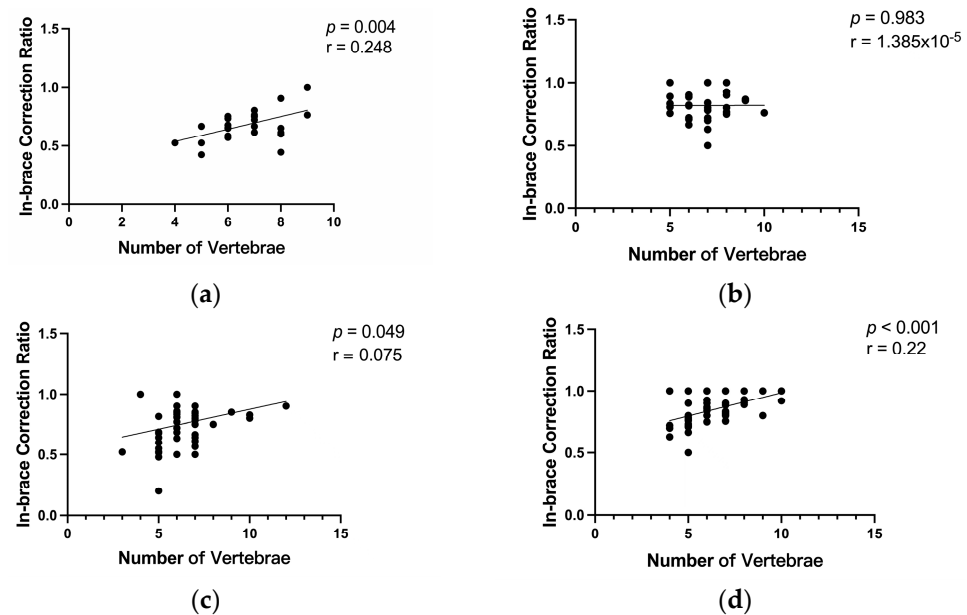 p = 0.004
r = 0.248
In-brace Correction Ratio
1.5
1.0
0.5
0.0
0 2 4 6 8 10
Number of Vertebrae
(a)
p = 0.983
r = 1.385x10-5
In-brace Correction Ratio
1.5
1.0
0.5
0.0
0 5 10 15
Number of Vertebrae
(b)
p = 0.049
r = 0.075
In-brace Correction Ratio
1.5
1.0
0.5
0.0
0 5 10 15
Number of Vertebrae
(c)
p < 0.001
r = 0.22
In-brace Correction Ratio
1.5
1.0
0.5
0.0
0 5 10 15
Number of Vertebrae
(d)